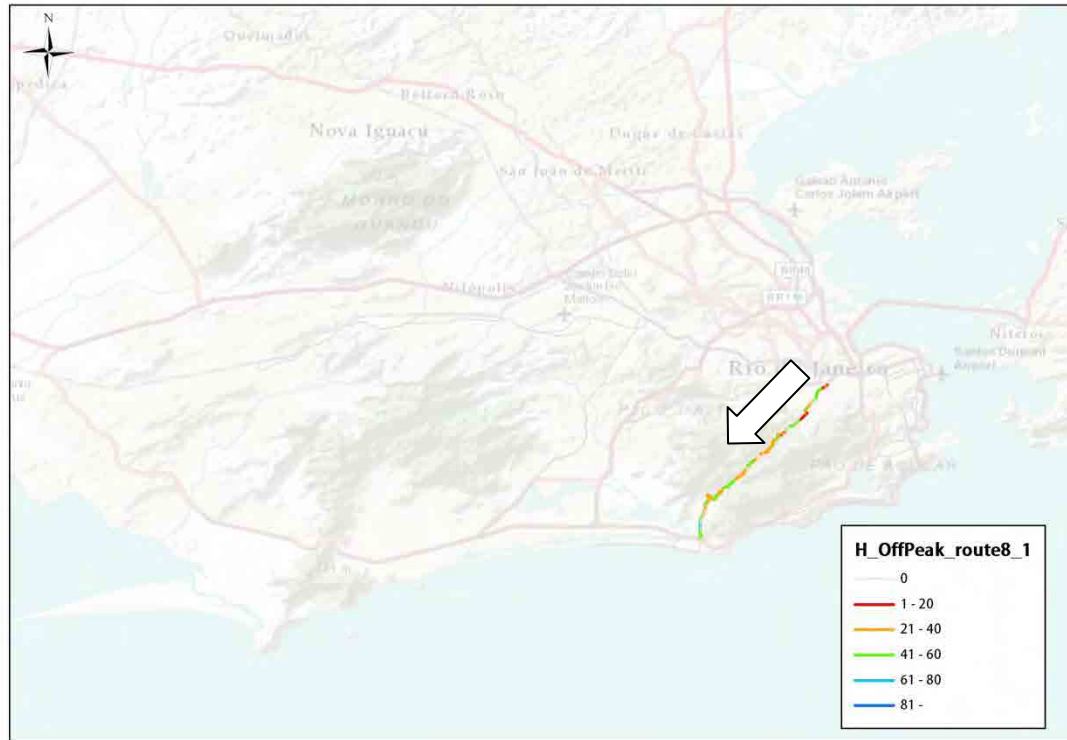 N
Queimados
Belford Roxo
Nova Iguaçu
Duque de Caxias
São João de Meriti
Galeão Antonio
Carlos Jobim Airport
Nilópolis
Niterói
Rio Janeiro
Santos Dumont
Airport
PÃO DE AÇÚCAR
H_OffPeak_route8_1
0
1 - 20
21 - 40
41 - 60
61 - 80
81 -